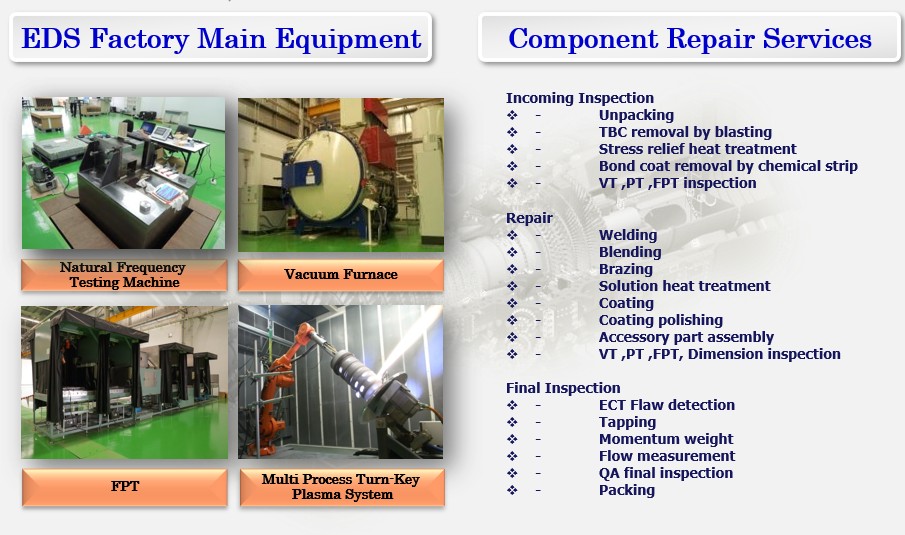 EDS Factory Main Equipment
Natural Frequency
Testing Machine
Vacuum Furnace
FPT
Multi Process Turn-Key
Plasma System
Component Repair Services
Incoming Inspection
❖ - Unpacking
❖ - TBC removal by blasting
❖ - Stress relief heat treatment
❖ - Bond coat removal by chemical strip
❖ - VT ,PT ,FPT inspection
Repair
❖ - Welding
❖ - Blending
❖ - Brazing
❖ - Solution heat treatment
❖ - Coating
❖ - Coating polishing
❖ - Accessory part assembly
❖ - VT ,PT ,FPT, Dimension inspection
Final Inspection
❖ - ECT Flaw detection
❖ - Tapping
❖ - Momentum weight
❖ - Flow measurement
❖ - QA final inspection
❖ - Packing